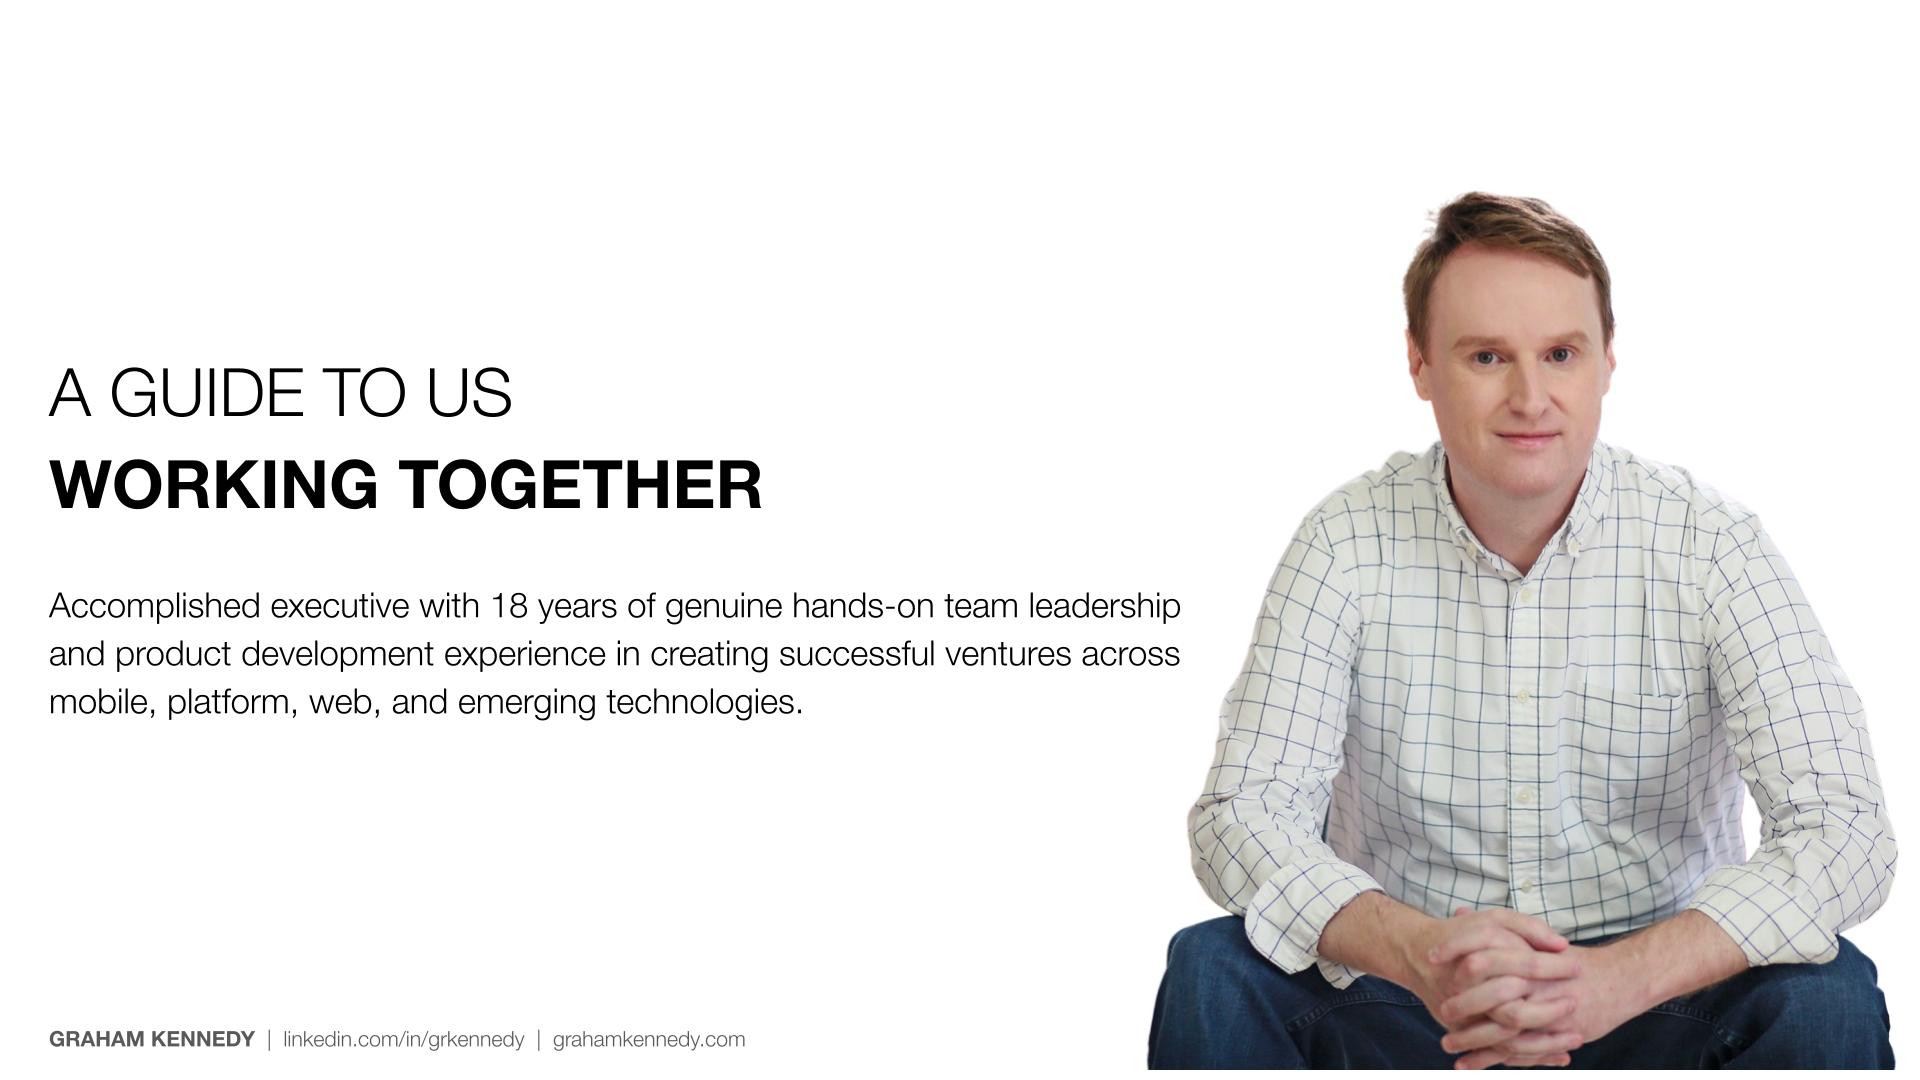 A GUIDE TO US
WORKING TOGETHER
Accomplished executive with 18 years of genuine hands-on team leadership
and product development experience in creating successful ventures across
mobile, platform, web, and emerging technologies.
GRAHAM KENNEDY | linkedin.com/in/grkennedy | grahamkennedy.com